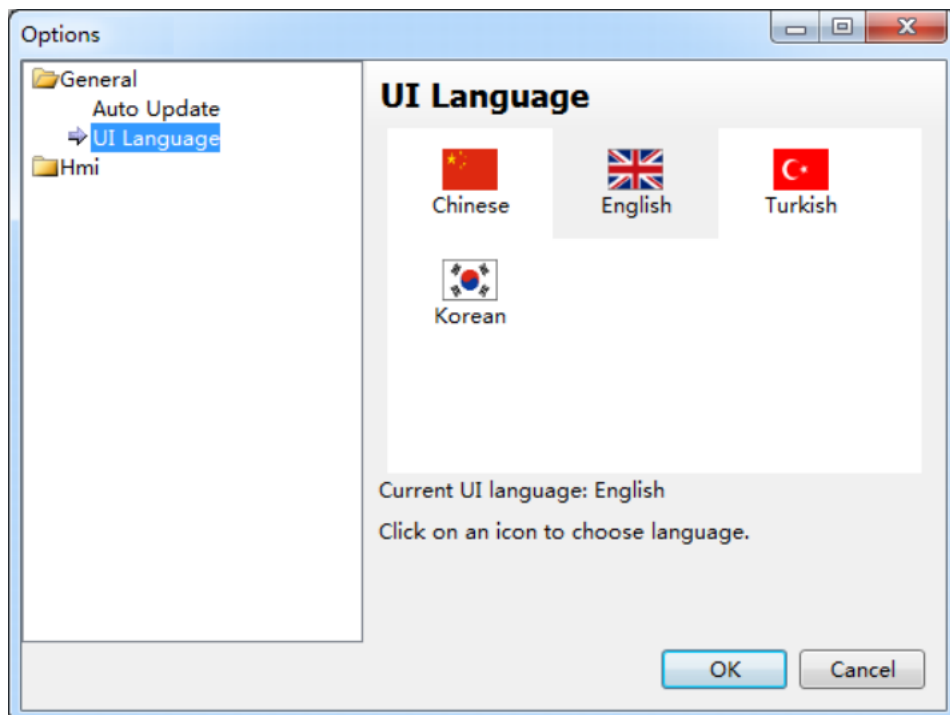 Options
General
Auto Update
UI Language
Hmi
UI Language
Chinese English Turkish
Korean
Current UI language: English
Click on an icon to choose language.
OK Cancel